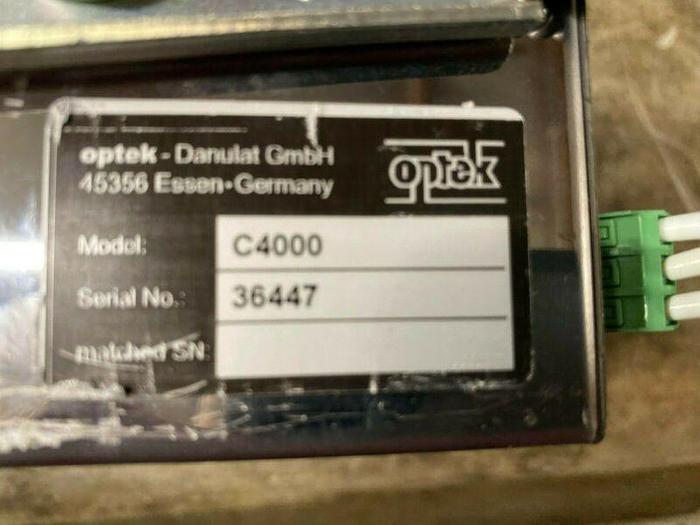 optek - Danulat GmbH
45356 Essen•Germany
optek
Model: C4000
Serial No.: 36447
matched SN: